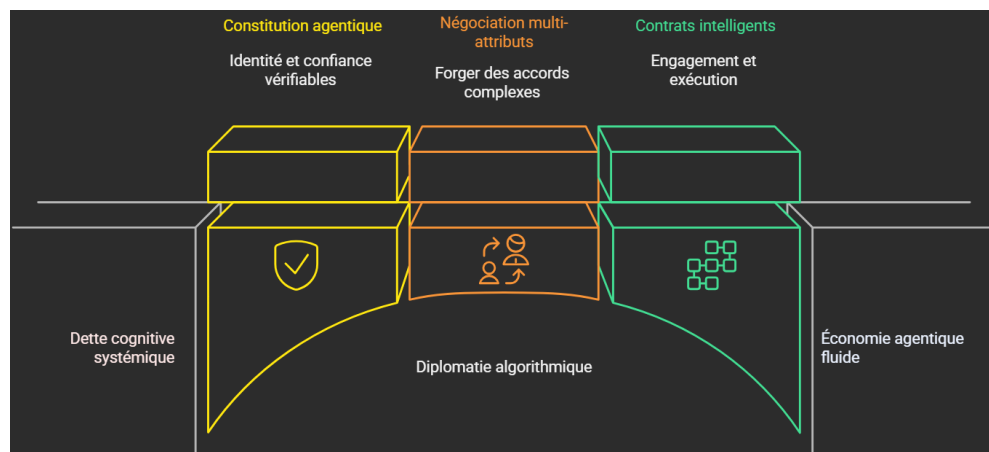 Constitution agentique
Identité et confiance
vérifiables
Négociation multi-
attributs
Forger des accords
complexes
Contrats intelligents
Engagement et
exécution
Dette cognitive
systémique
Diplomatie algorithmique
Économie agentique
fluide